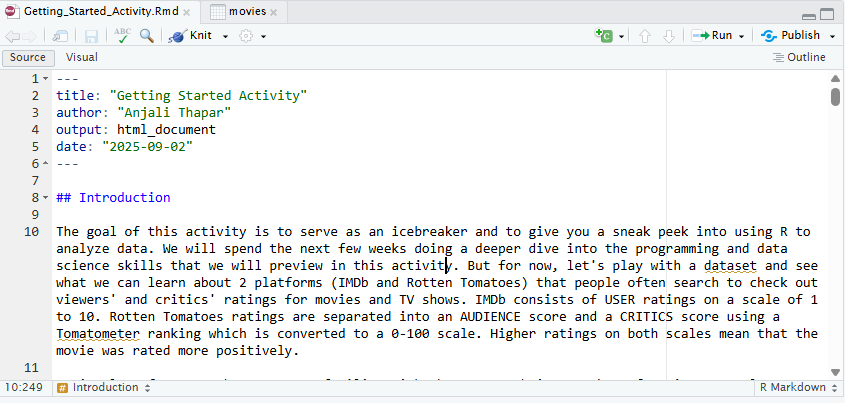 Getting_Started_Activity.Rmd × movies ×
ABC Knit Run Publish
Source Visual Outline
1 ---
2 title: "Getting Started Activity"
3 author: "Anjali Thapar"
4 output: html_document
5 date: "2025-09-02"
6 ---
7
8 ## Introduction
9
10 The goal of this activity is to serve as an icebreaker and to give you a sneak peek into using R to
analyze data. We will spend the next few weeks doing a deeper dive into the programming and data
science skills that we will preview in this activity. But for now, let's play with a dataset and see
what we can learn about 2 platforms (IMDb and Rotten Tomatoes) that people often search to check out
viewers' and critics' ratings for movies and TV shows. IMDb consists of USER ratings on a scale of 1
to 10. Rotten Tomatoes ratings are separated into an AUDIENCE score and a CRITICS score using a
Tomatometer ranking which is converted to a 0-100 scale. Higher ratings on both scales mean that the
movie was rated more positively.
11
10:249 # Introduction R Markdown